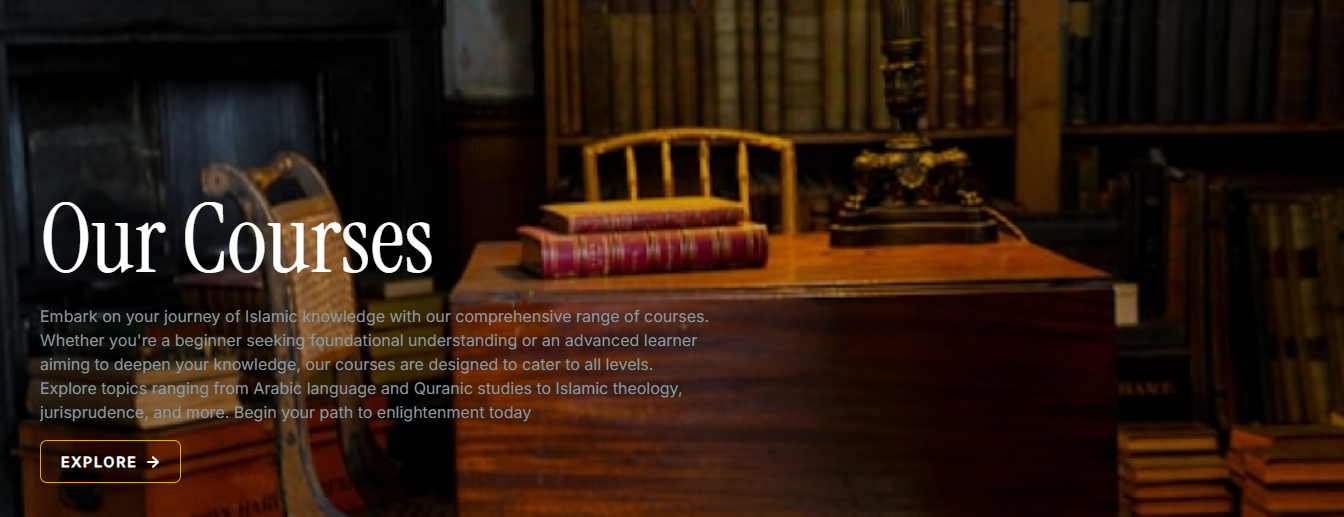 Our Courses
Embark on your journey of Islamic knowledge with our comprehensive range of courses.
Whether you're a beginner seeking foundational understanding or an advanced learner
aiming to deepen your knowledge, our courses are designed to cater to all levels.
Explore topics ranging from Arabic language and Quranic studies to Islamic theology,
jurisprudence, and more. Begin your path to enlightenment today
EXPLORE →